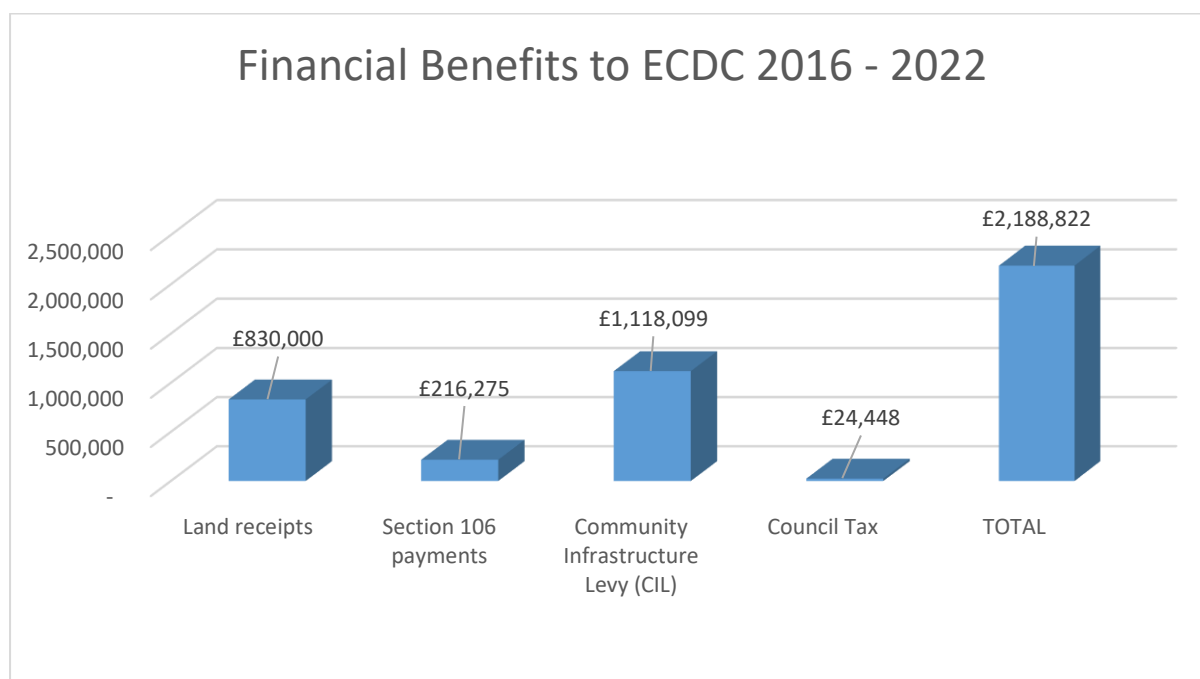 Financial Benefits to ECDC 2016 - 2022
2,500,000
2,000,000
1,500,000
1,000,000
500,000
-
£830,000
£216,275
£1,118,099
£24,448
£2,188,822
Land receipts
Section 106
payments
Community
Infrastructure
Levy (CIL)
Council Tax
TOTAL